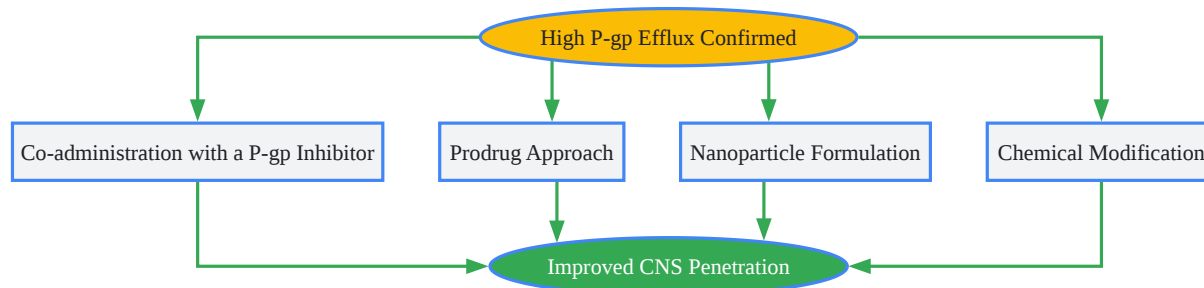 High P-gp Efflux Confirmed
Co-administration with a P-gp Inhibitor
Prodrug Approach
Nanoparticle Formulation
Chemical Modification
Improved CNS Penetration